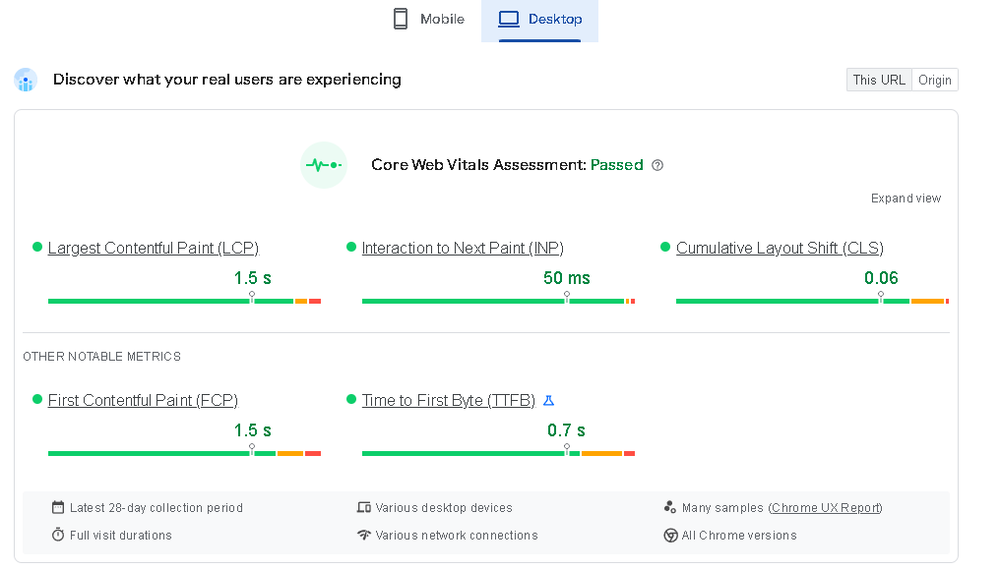 Mobile
Desktop
Discover what your real users are experiencing
This URL
Origin
Core Web Vitals Assessment: Passed
Expand view
Largest Contentful Paint (LCP)
1.5 s
Interaction to Next Paint (INP)
50 ms
Cumulative Layout Shift (CLS)
0.06
OTHER NOTABLE METRICS
First Contentful Paint (FCP)
1.5 s
Time to First Byte (TTFB)
0.7 s
Latest 28-day collection period
Various desktop devices
Many samples (Chrome UX Report)
Full visit durations
Various network connections
All Chrome versions